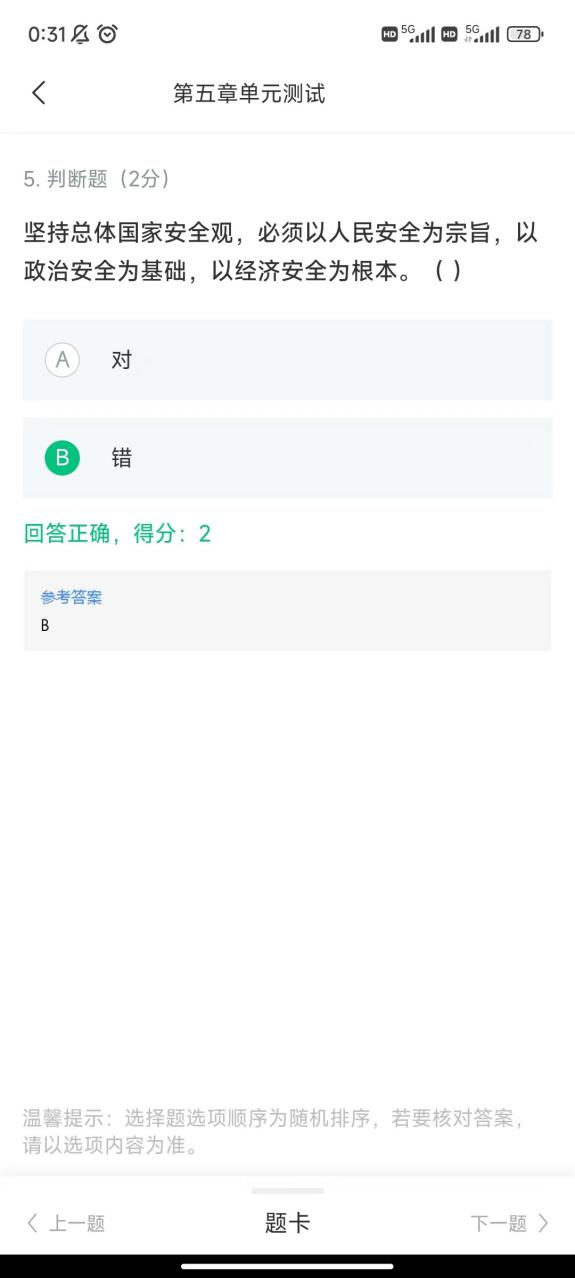 0:31
HD 5G HD 5G 78
第五章单元测试
5. 判断题（2分）
坚持总体国家安全观，必须以人民安全为宗旨，以
政治安全为基础，以经济安全为根本。（ ）
A 对
B 错
回答正确，得分：2
参考答案
B
温馨提示：选择题选项顺序为随机排序，若要核对答案，
请以选项内容为准。
上一题 题卡 下一题